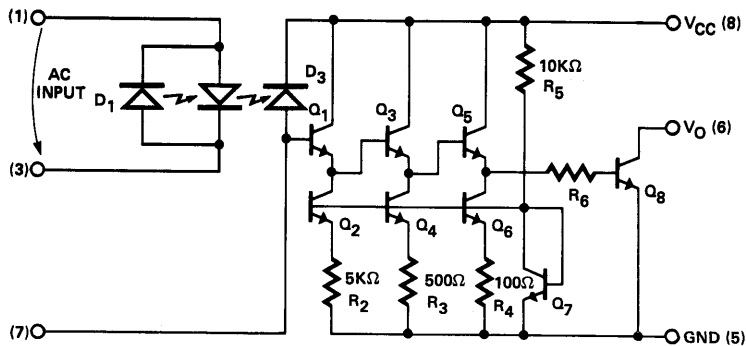 (1)
AC
INPUT
(3)
(7)
D1
D3
Q1
Q3
Q5
Q2
Q4
Q6
5KΩ
R2
500Ω
R3
100Ω
R4
10KΩ
R5
R6
Q7
Q8
VCC (8)
VO (6)
GND (5)